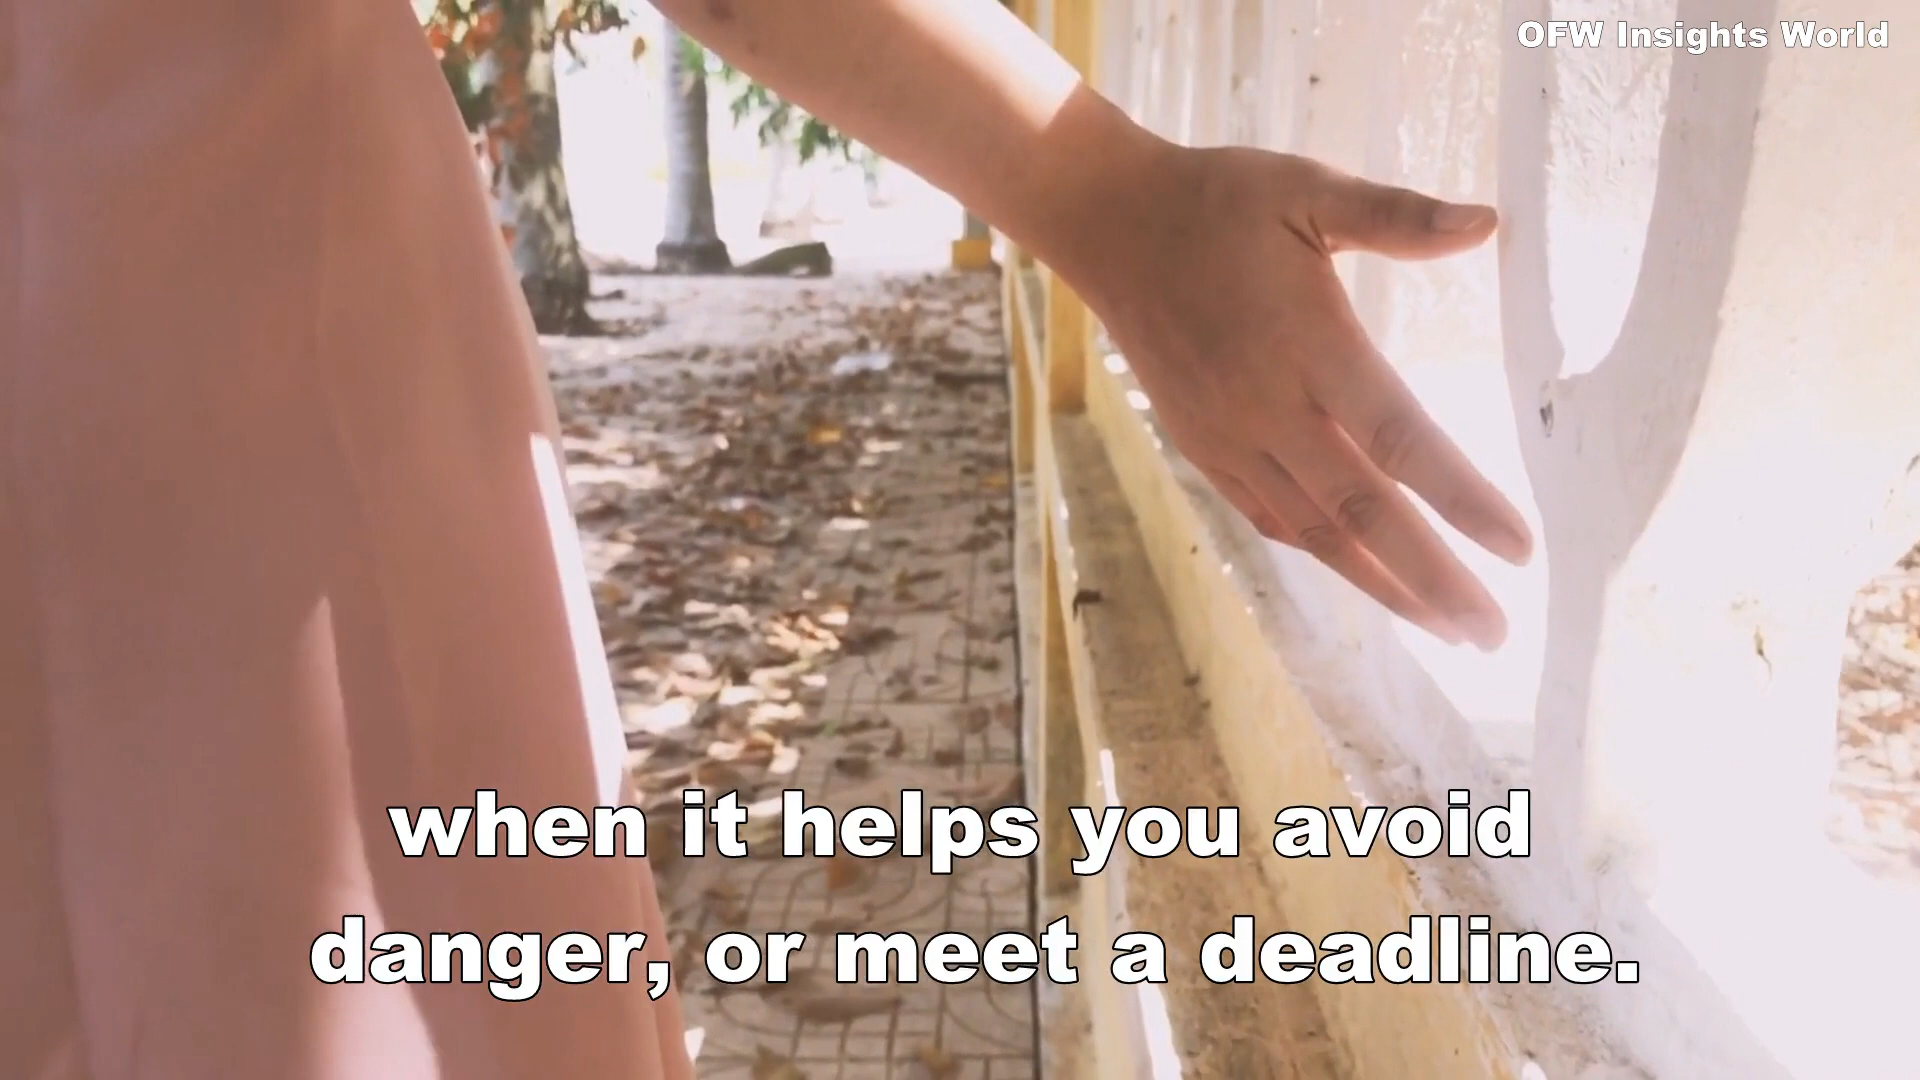 OFW Insights World
when it helps you avoid
danger, or meet a deadline.